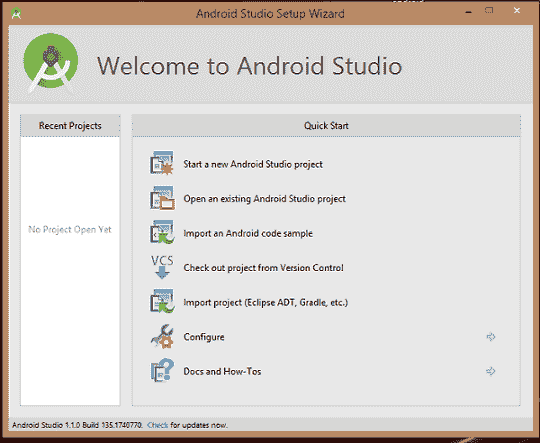 Android Studio Setup Wizard
Welcome to Android Studio
Recent Projects
No Project Open Yet
Quick Start
Start a new Android Studio project
Open an existing Android Studio project
Import an Android code sample
VCS
Check out project from Version Control
Import project (Eclipse ADT, Gradle, etc.)
Configure
Docs and How-Tos
Android Studio 1.1.0 Build 135.1740770. Check for updates now.